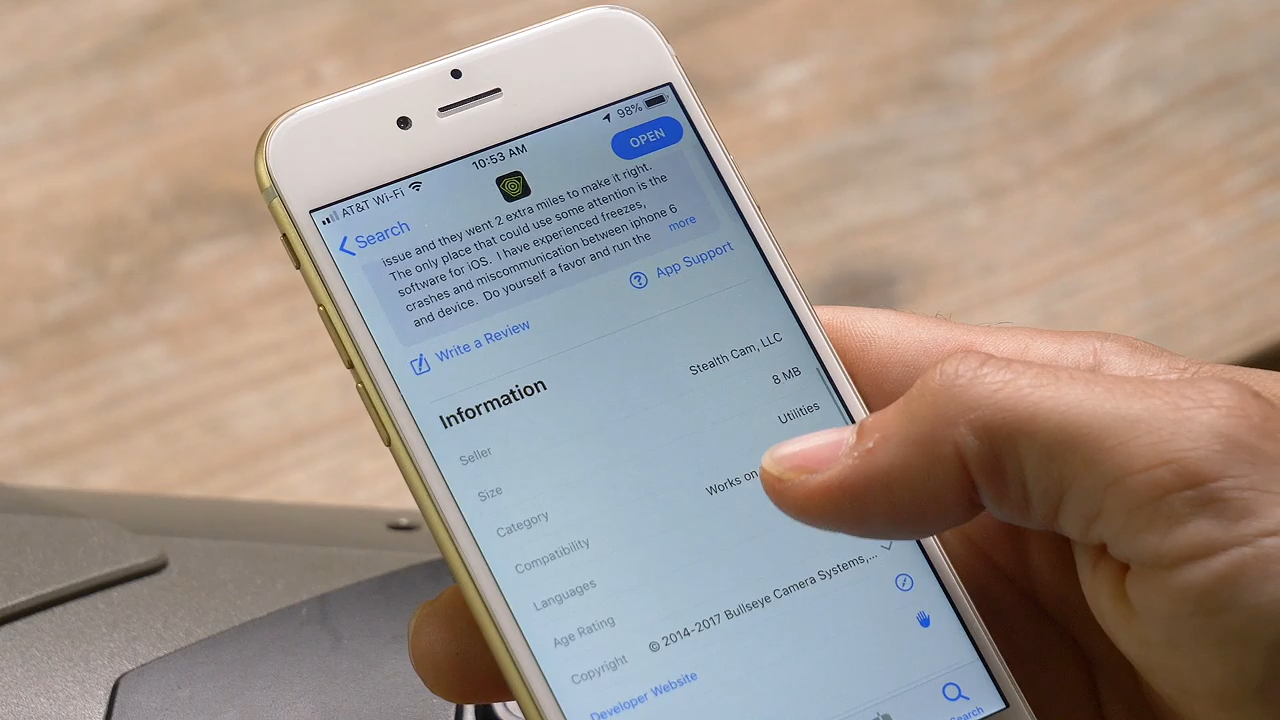 AT&T Wi-Fi 10:53 AM 98%
Search OPEN
issue and they went 2 extra miles to make it right.
The only place that could use some attention is the
software for iOS. I have experienced freezes,
crashes and miscommunication between iphone 6
and device. Do yourself a favor and run the more
Write a Review App Support
Information
Seller Stealth Cam, LLC
Size 8 MB
Category Utilities
Compatibility Works on
Languages
Age Rating
Copyright © 2014-2017 Bullseye Camera Systems,...
Developer Website
Search